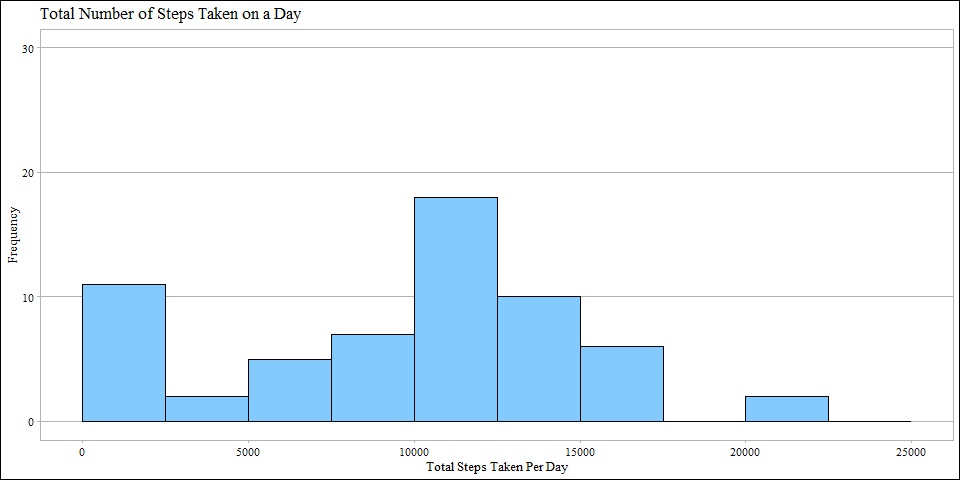 Total Number of Steps Taken on a Day
30
20
10
0
Frequency
0 5000 10000 15000 20000 25000
Total Steps Taken Per Day